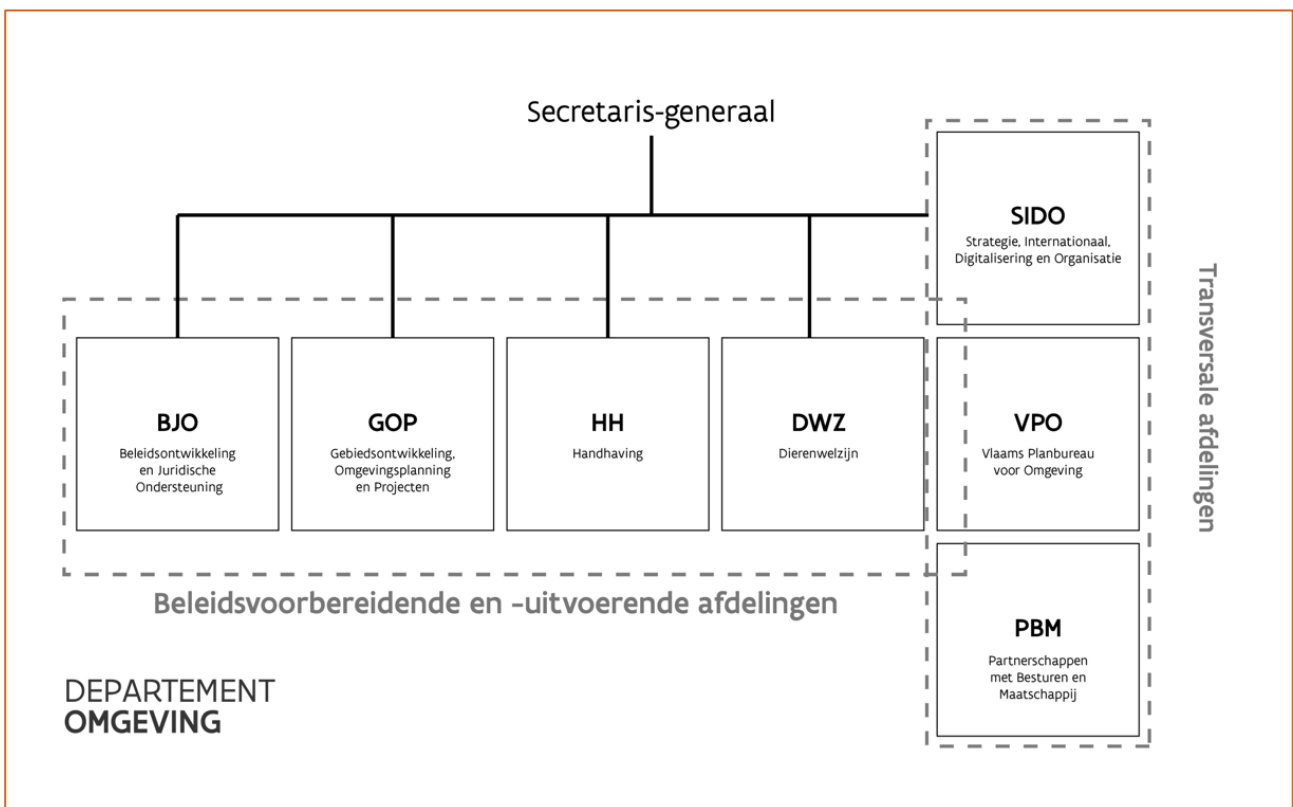 Secretaris-generaal
SIDO
Strategie, Internationaal,
Digitalisering en Organisatie
Transversale afdelingen
BJO
Beleidsontwikkeling
en Juridische
Ondersteuning
GOP
Gebiedsontwikkeling,
Omgevingsplanning
en Projecten
HH
Handhaving
DWZ
Dierenwelzijn
VPO
Vlaams Planbureau
voor Omgeving
Beleidsvoorbereidende en -uitvoerende afdelingen
PBM
Partnerschappen
met Besturen en
Maatschappij
DEPARTEMENT
OMGEVING